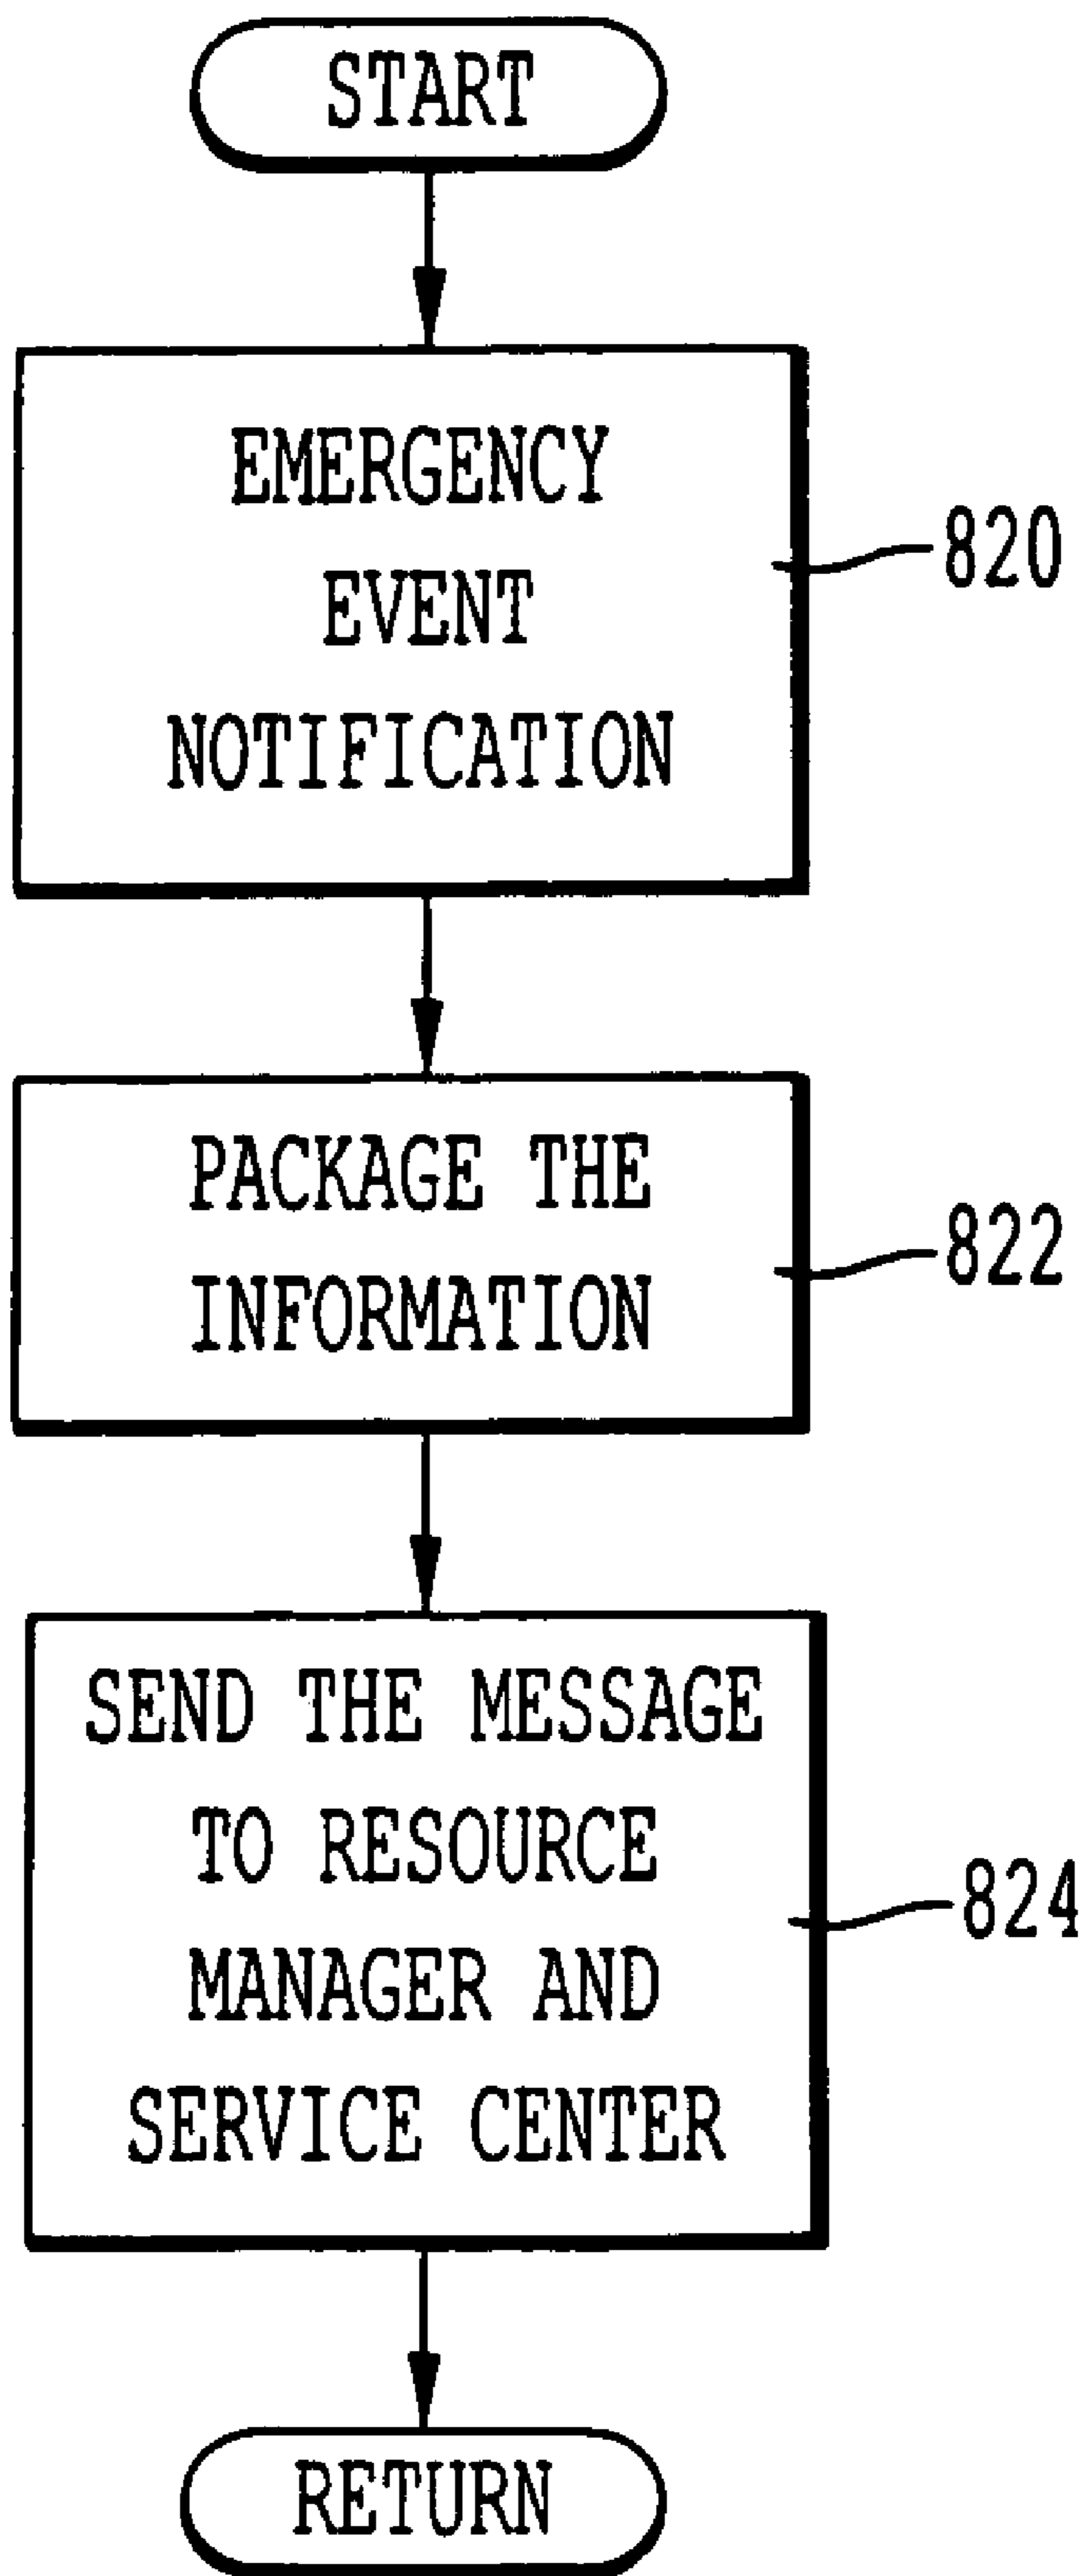 START
EMERGENCY
EVENT
NOTIFICATION
820
PACKAGE THE
INFORMATION
822
SEND THE MESSAGE
TO RESOURCE
MANAGER AND
SERVICE CENTER
824
RETURN